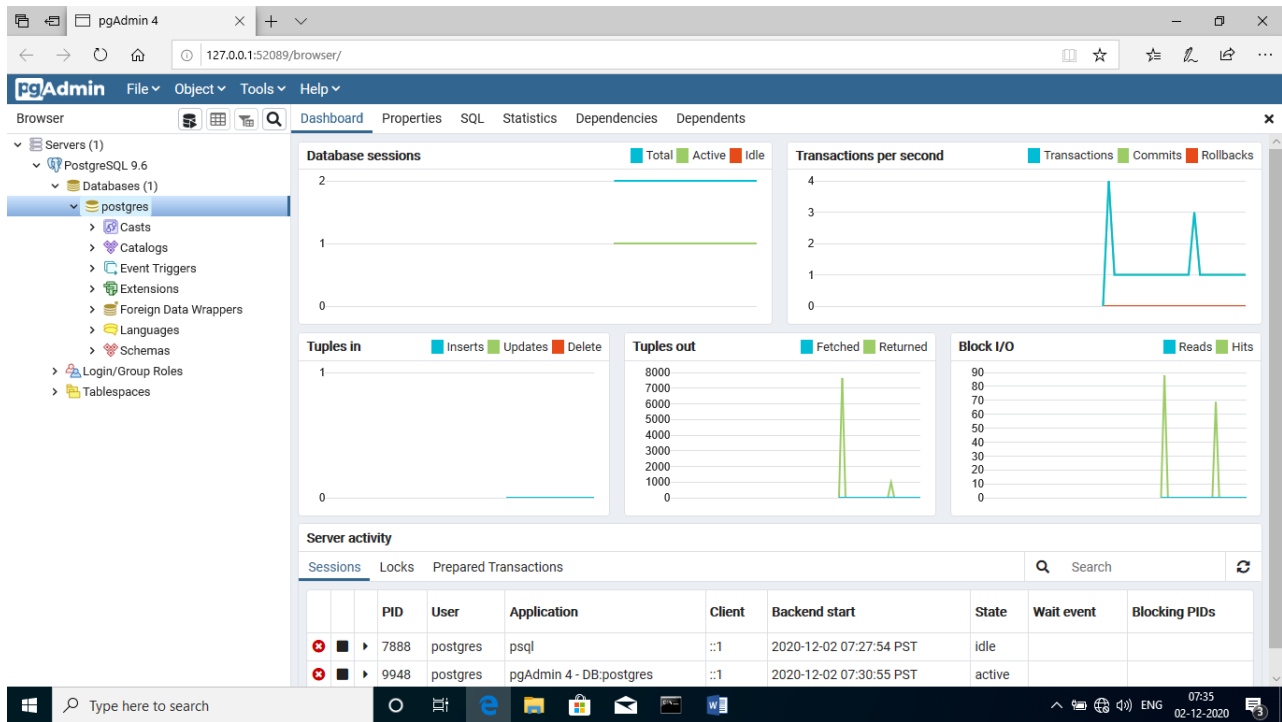 pgAdmin 4
127.0.0.1:52089/browser/
pgAdmin File Object Tools Help
Browser
Dashboard Properties SQL Statistics Dependencies Dependents
Servers (1)
PostgreSQL 9.6
Databases (1)
postgres
Casts
Catalogs
Event Triggers
Extensions
Foreign Data Wrappers
Languages
Schemas
Login/Group Roles
Tablespaces
Database sessions Total Active Idle
2
1
0
Transactions per second Transactions Commits Rollbacks
4
3
2
1
0
Tuples in Inserts Updates Delete
1
0
Tuples out Fetched Returned
8000
7000
6000
5000
4000
3000
2000
1000
0
Block I/O Reads Hits
90
80
70
60
50
40
30
20
10
0
Server activity
Sessions Locks Prepared Transactions Search
PID User Application Client Backend start State Wait event Blocking PIDs
7888 postgres psql ::1 2020-12-02 07:27:54 PST idle
9948 postgres pgAdmin 4 - DB:postgres ::1 2020-12-02 07:30:55 PST active
Type here to search
ENG
07:35
02-12-2020
3